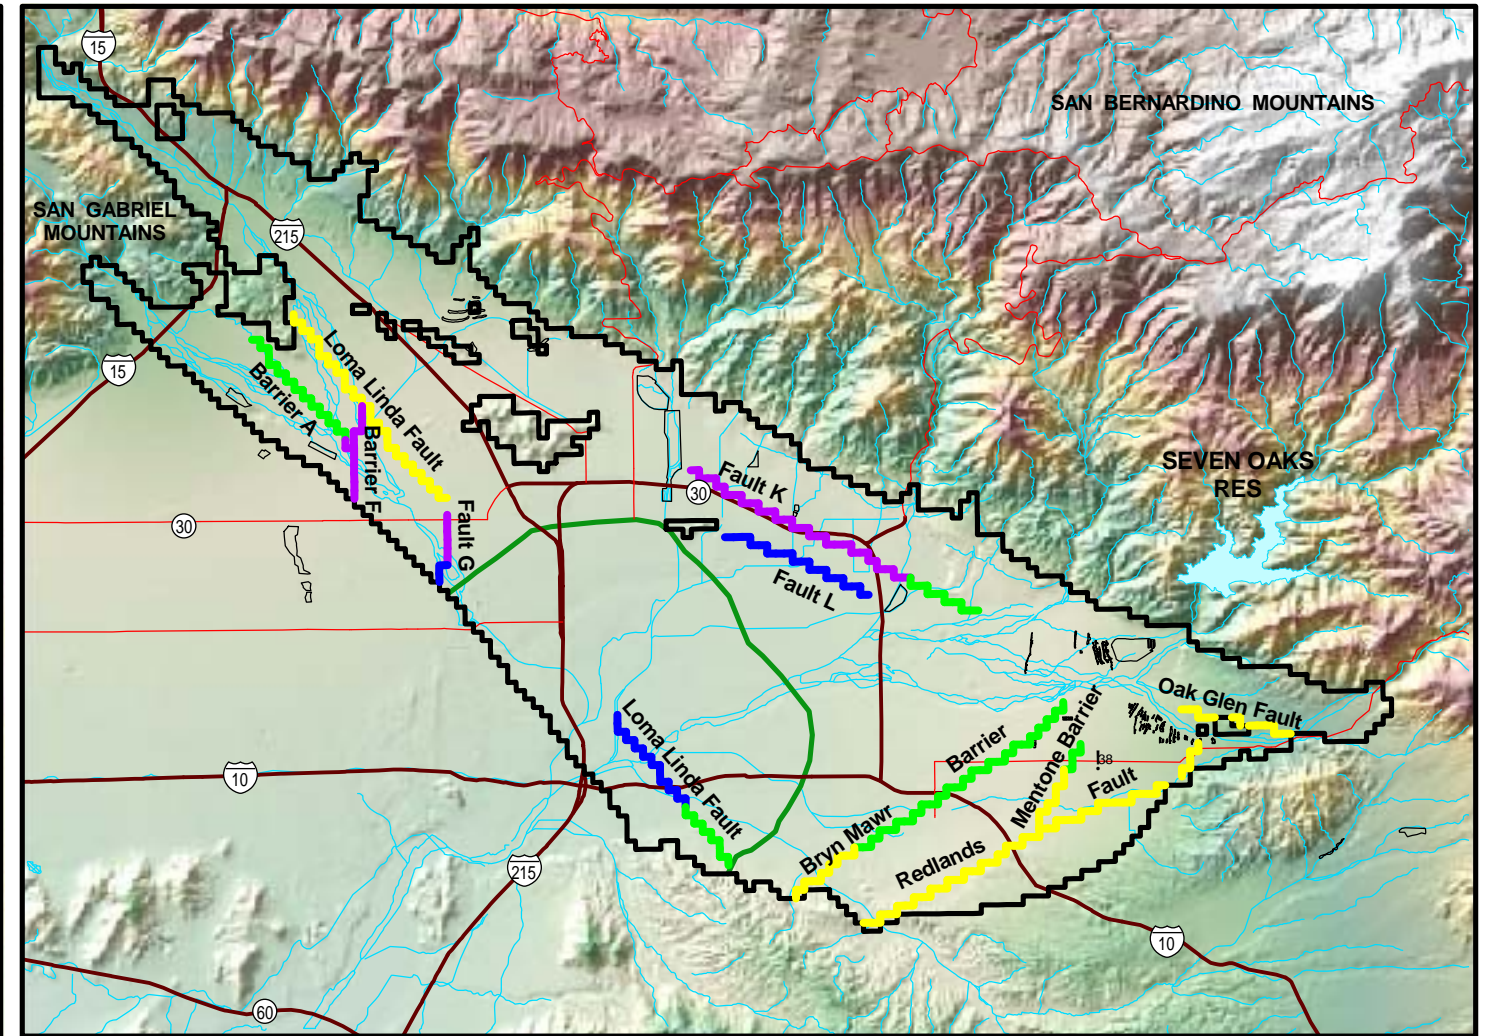 15
SAN BERNARDINO MOUNTAINS
SAN GABRIEL
MOUNTAINS
215
15
Loma Linda Fault
Barrier A
Barrier F
SEVEN OAKS
RES
Fault K
30
30
Fault G
Fault L
Oak Glen Fault
Loma Linda Fault
Barrier
Mentone Barrier
38
Fault
10
Bryn Mawr
Redlands
215
10
60